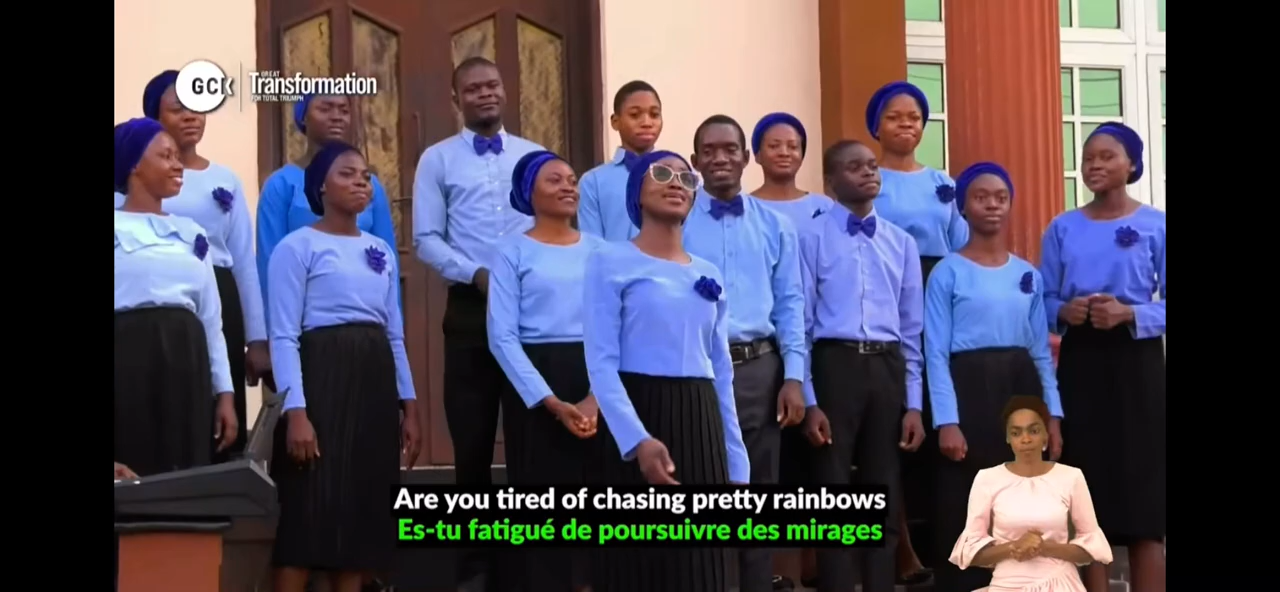 GCK
GREAT
Transformation
FOR TOTAL TRIUMPH
Are you tired of chasing pretty rainbows
Es-tu fatigué de poursuivre des mirages